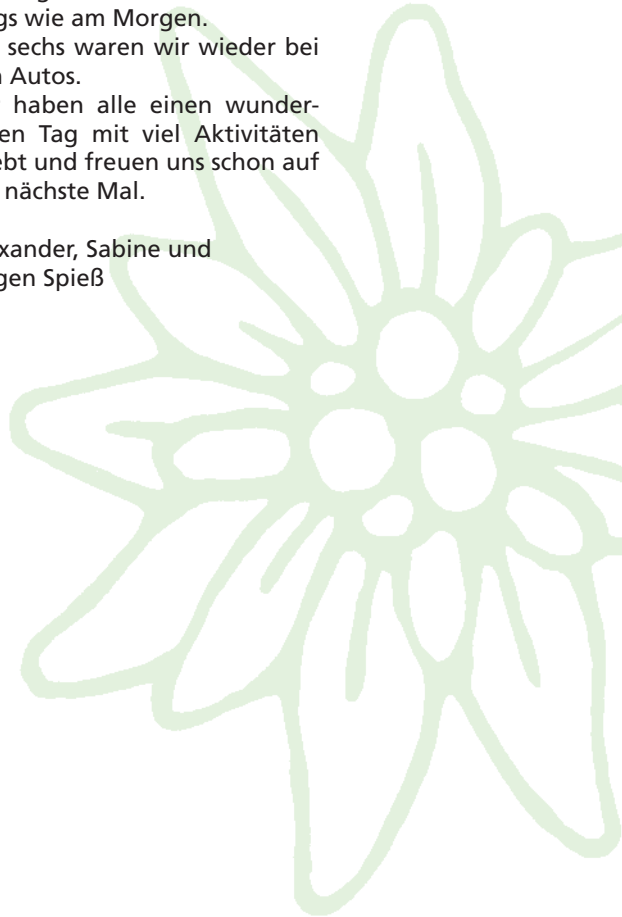 gs wie am Morgen.
sechs waren wir wieder bei
Autos.
haben alle einen wunder-
en Tag mit viel Aktivitäten
ebt und freuen uns schon auf
nächste Mal.
xander, Sabine und
gen Spieß